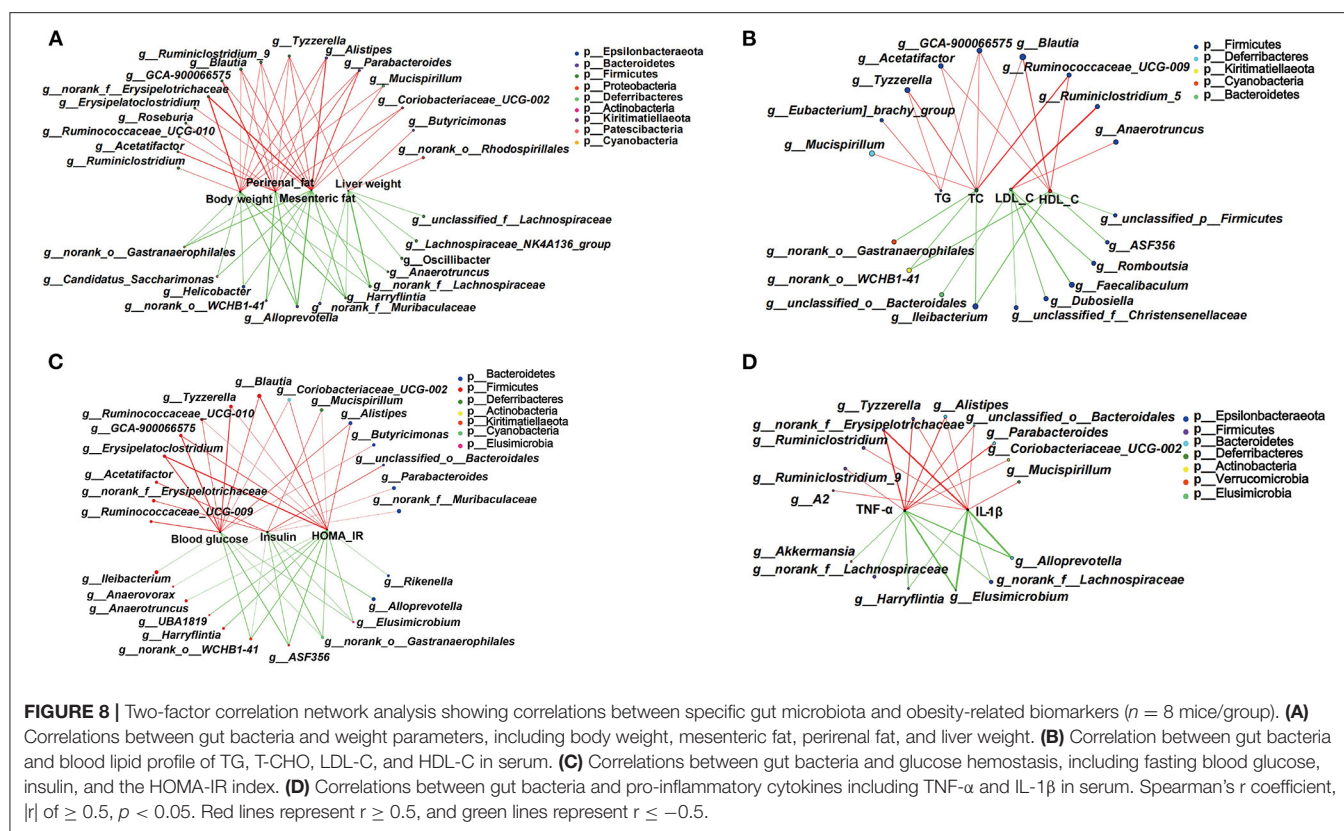 A
g__Tyzzerella
g__Ruminiclostridium_9
g__Alistipes
g__Blautia
g__Parabacteroides
g__GCA-900066575
g__Mucispirillum
g__norank_f__Erysipelotrichaceae
g__Coriobacteriaceae_UCG-002
g__Erysipelatoclostridium
g__Roseburia
g__Butyricimonas
g__Ruminococcaceae_UCG-010
g__norank_o__Rhodospirillales
g__Acetatifactor
g__Ruminiclostridium
Perirenal_fat
Liver weight
Body weight
Mesenteric fat
g__unclassified_f__Lachnospiraceae
g__Lachnospiraceae_NK4A136_group
g__norank_o__Gastranaerophilales
g__Oscillibacter
g__Anaerotruncus
g__Candidatus_Saccharimonas
g__norank_f__Lachnospiraceae
g__Helicobacter
g__Harryflintia
g__norank_o__WCHB1-41
g__norank_f__Muribaculaceae
g__Alloprevotella
p__Epsilonbacteraeota
p__Bacteroidetes
p__Firmicutes
p__Proteobacteria
p__Deferribacteres
p__Actinobacteria
p__Kiritimatiellaeota
p__Patescibacteria
p__Cyanobacteria
B
g__GCA-900066575
g__Blautia
g__Acetatifactor
g__Ruminococcaceae_UCG-009
g__Tyzzerella
g__Ruminiclostridium_5
g__Eubacterium]_brachy_group
g__Anaerotruncus
g__Mucispirillum
TG
TC
LDL_C
HDL_C
g__unclassified_p__Firmicutes
g__norank_o__Gastranaerophilales
g__ASF356
g__Romboutsia
g__norank_o__WCHB1-41
g__Faecalibaculum
g__unclassified_o__Bacteroidales
g__Dubosiella
g__Ileibacterium
g__unclassified_f__Christensenellaceae
p__Firmicutes
p__Deferribacteres
p__Kiritimatiellaeota
p__Cyanobacteria
p__Bacteroidetes
C
g__Blautia
g__Coriobacteriaceae_UCG-002
g__Tyzzerella
g__Mucispirillum
g__Ruminococcaceae_UCG-010
g__Alistipes
g__GCA-900066575
g__Butyricimonas
g__Erysipelatoclostridium
g__unclassified_o__Bacteroidales
g__Acetatifactor
g__Parabacteroides
g__norank_f__Erysipelotrichaceae
g__norank_f__Muribaculaceae
g__Ruminococcaceae_UCG-009
Blood glucose
Insulin
HOMA_IR
g__Ileibacterium
g__Rikenella
g__Anaerovorax
g__Anaerotruncus
g__Alloprevotella
g__UBA1819
g__Elusimicrobium
g__Harryflintia
g__norank_o__Gastranaerophilales
g__norank_o__WCHB1-41
g__ASF356
p__Bacteroidetes
p__Firmicutes
p__Deferribacteres
p__Actinobacteria
p__Kiritimatiellaeota
p__Cyanobacteria
p__Elusimicrobia
D
g__Tyzzerella
g__Alistipes
g__norank_f__Erysipelotrichaceae
g__unclassified_o__Bacteroidales
g__Ruminiclostridium
g__Parabacteroides
g__Coriobacteriaceae_UCG-002
g__Ruminiclostridium_9
g__Mucispirillum
g__A2
TNF-α
IL-1β
g__Akkermansia
g__Alloprevotella
g__norank_f__Lachnospiraceae
g__norank_f__Lachnospiraceae
g__Harryflintia
g__Elusimicrobium
p__Epsilonbacteraeota
p__Firmicutes
p__Bacteroidetes
p__Deferribacteres
p__Actinobacteria
p__Verrucomicrobia
p__Elusimicrobia
FIGURE 8 | Two-factor correlation network analysis showing correlations between specific gut microbiota and obesity-related biomarkers (n = 8 mice/group). (A)
Correlations between gut bacteria and weight parameters, including body weight, mesenteric fat, perirenal fat, and liver weight. (B) Correlation between gut bacteria
and blood lipid profile of TG, T-CHO, LDL-C, and HDL-C in serum. (C) Correlations between gut bacteria and glucose hemostasis, including fasting blood glucose,
insulin, and the HOMA-IR index. (D) Correlations between gut bacteria and pro-inflammatory cytokines including TNF-α and IL-1β in serum. Spearman's r coefficient,
|r| of ≥ 0.5, p < 0.05. Red lines represent r ≥ 0.5, and green lines represent r ≤ −0.5.